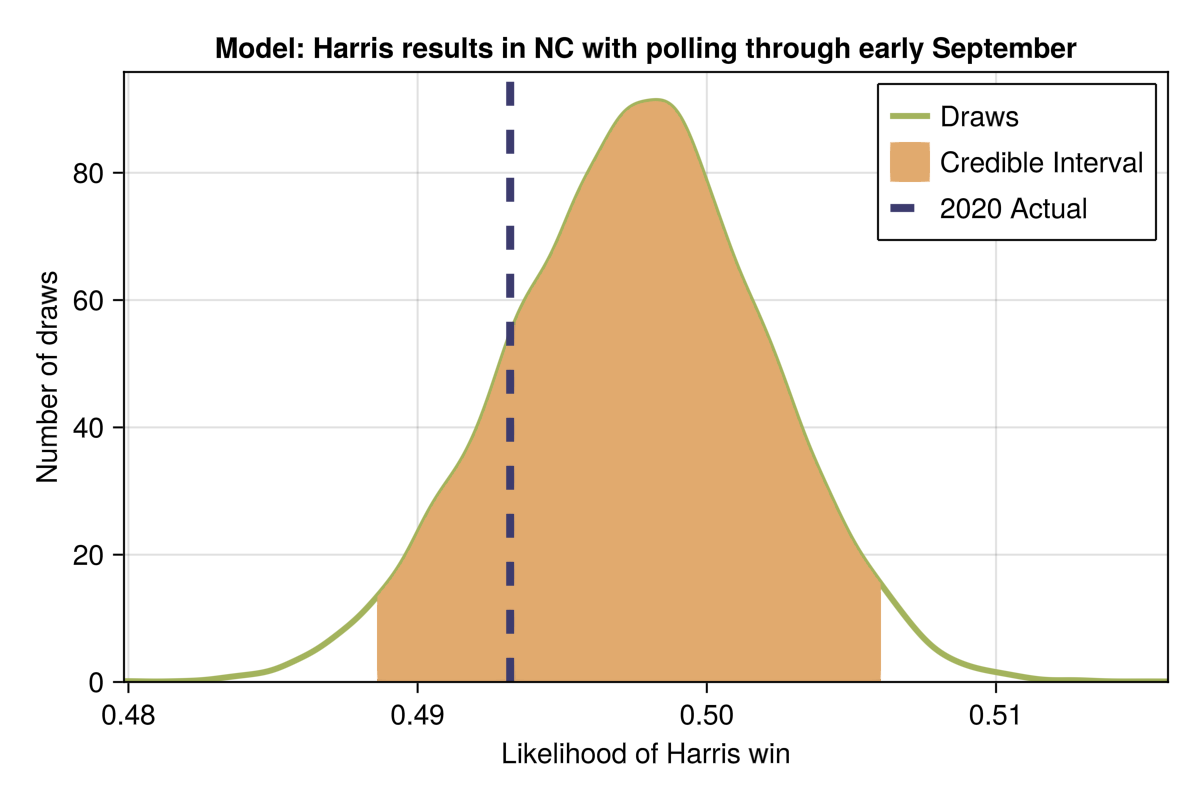 Model: Harris results in NC with polling through early September
Draws
Credible Interval
2020 Actual
Number of draws
80
60
40
20
0
0.48 0.49 0.50 0.51
Likelihood of Harris win